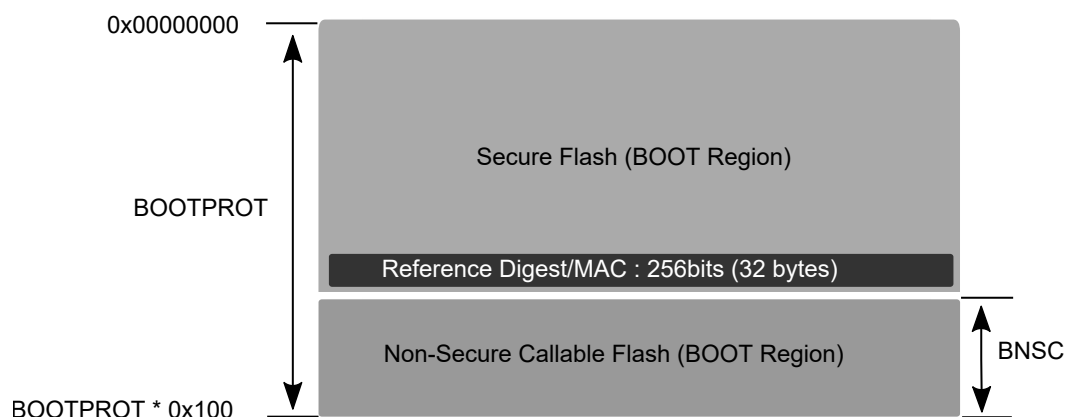 0x00000000
Secure Flash (BOOT Region)
BOOTPROT
Reference Digest/MAC : 256bits (32 bytes)
Non-Secure Callable Flash (BOOT Region)
BNSC
BOOTPROT * 0x100